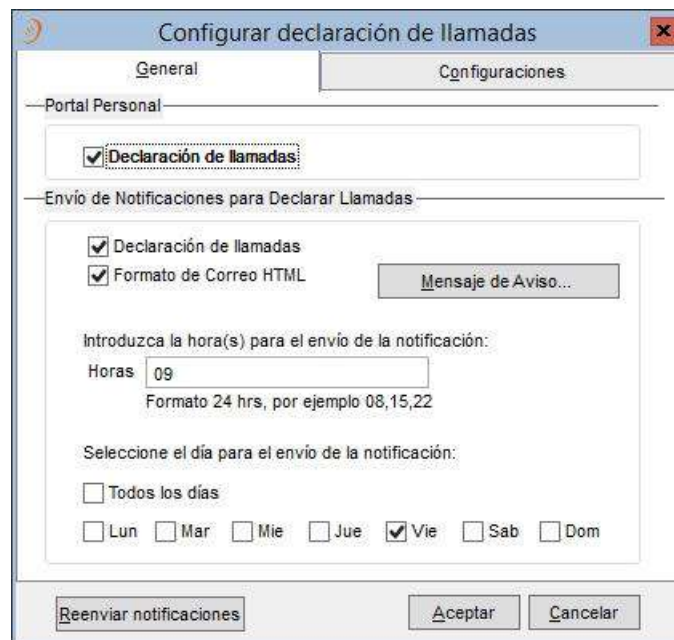 Configurar declaración de llamadas
General Configuraciones
Portal Personal
Declaración de llamadas
Envío de Notificaciones para Declarar Llamadas
Declaración de llamadas
Formato de Correo HTML
Mensaje de Aviso...
Introduzca la hora(s) para el envío de la notificación:
Horas 09
Formato 24 hrs, por ejemplo 08,15,22
Seleccione el día para el envío de la notificación:
Todos los días
Lun Mar Mie Jue Vie Sab Dom
Reenviar notificaciones Aceptar Cancelar